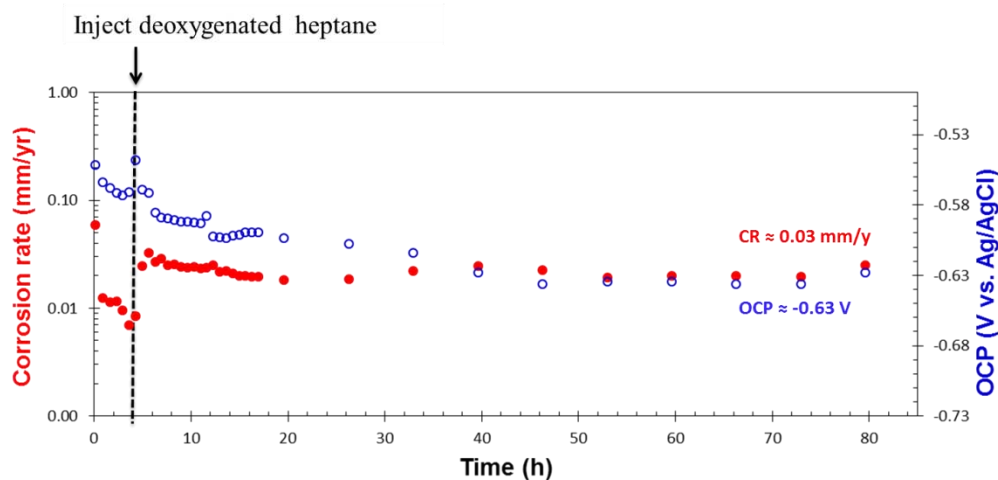 Inject deoxygenated heptane
1.00
0.10
0.01
0.00
Corrosion rate (mm/yr)
-0.53
-0.58
-0.63
-0.68
-0.73
OCP (V vs. Ag/AgCl)
CR ≈ 0.03 mm/y
OCP ≈ -0.63 V
0 10 20 30 40 50 60 70 80
Time (h)